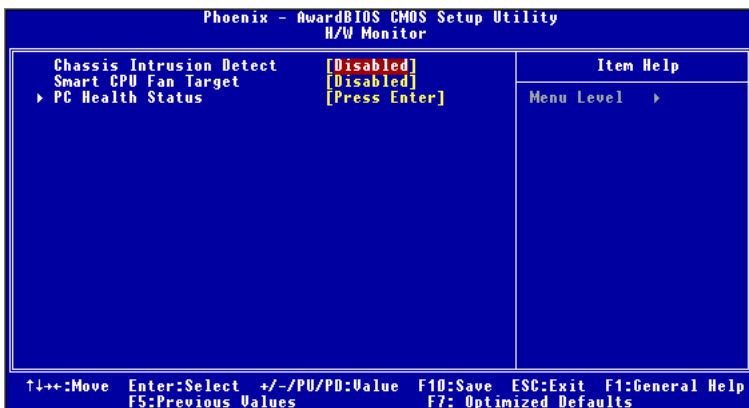 Phoenix - AwardBIOS CMOS Setup Utility
H/W Monitor
Chassis Intrusion Detect [Disabled]
Smart CPU Fan Target [Disabled]
▶ PC Health Status [Press Enter]
Item Help
Menu Level ▶
↑↓→←:Move Enter:Select +/-/PU/PD:Value F10:Save ESC:Exit F1:General Help
F5:Previous Values F7: Optimized Defaults